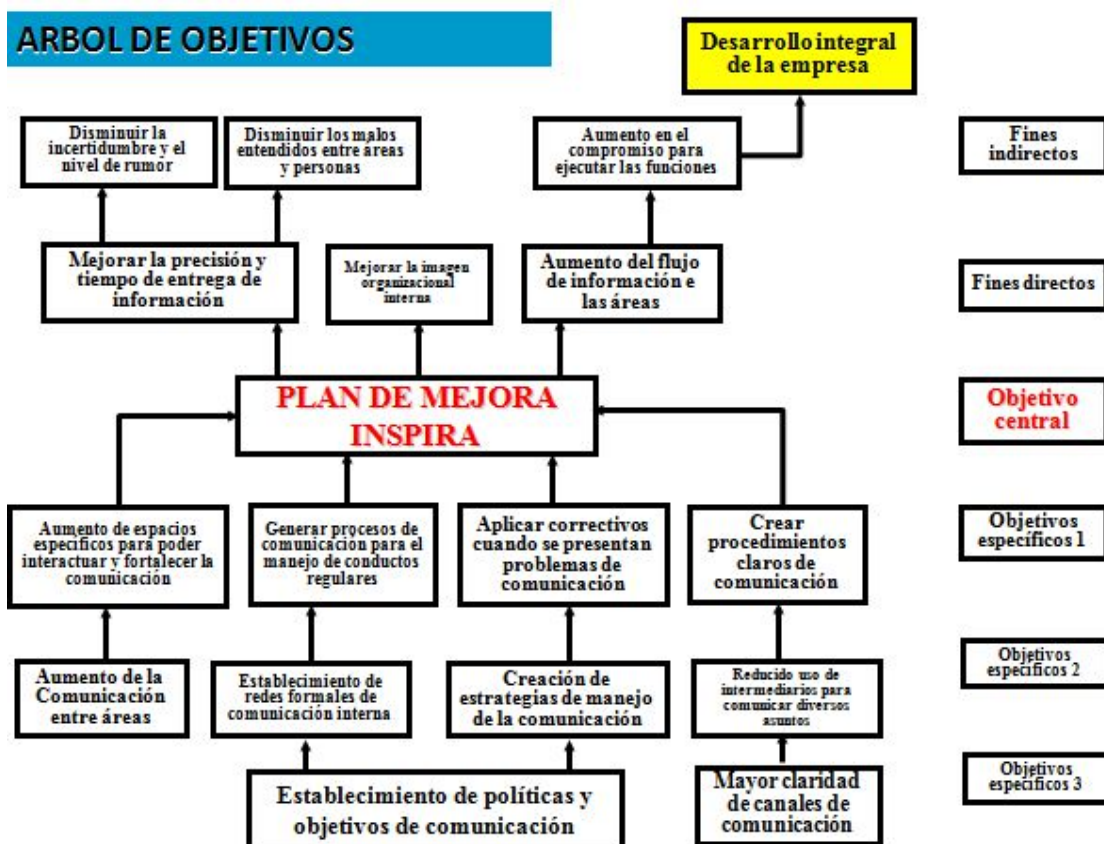 ARBOL DE OBJETIVOS
Desarrollo integral
de la empresa
Disminuir la
incertidumbre y el
nivel de rumor
Disminuir los malos
entendidos entre áreas
y personas
Aumento en el
compromiso para
ejecutar las funciones
Fines
indirectos
Mejorar la precisión y
tiempo de entrega de
información
Mejorar la imagen
organizacional
interna
Aumento del flujo
de información e
las áreas
Fines directos
PLAN DE MEJORA
INSPIRA
Objetivo
central
Aumento de espacios
específicos para poder
interactuar y fortalecer la
comunicación
Generar procesos de
comunicación para el
manejo de conductos
regulares
Aplicar correctivos
cuando se presentan
problemas de
comunicación
Crear
procedimientos
claros de
comunicación
Objetivos
específicos 1
Aumento de la
Comunicación
entre áreas
Establecimiento de
redes formales de
comunicación interna
Creación de
estrategias de manejo
de la comunicación
Reducido uso de
intermediarios para
comunicar diversos
asuntos
Objetivos
específicos 2
Establecimiento de políticas y
objetivos de comunicación
Mayor claridad
de canales de
comunicación
Objetivos
específicos 3